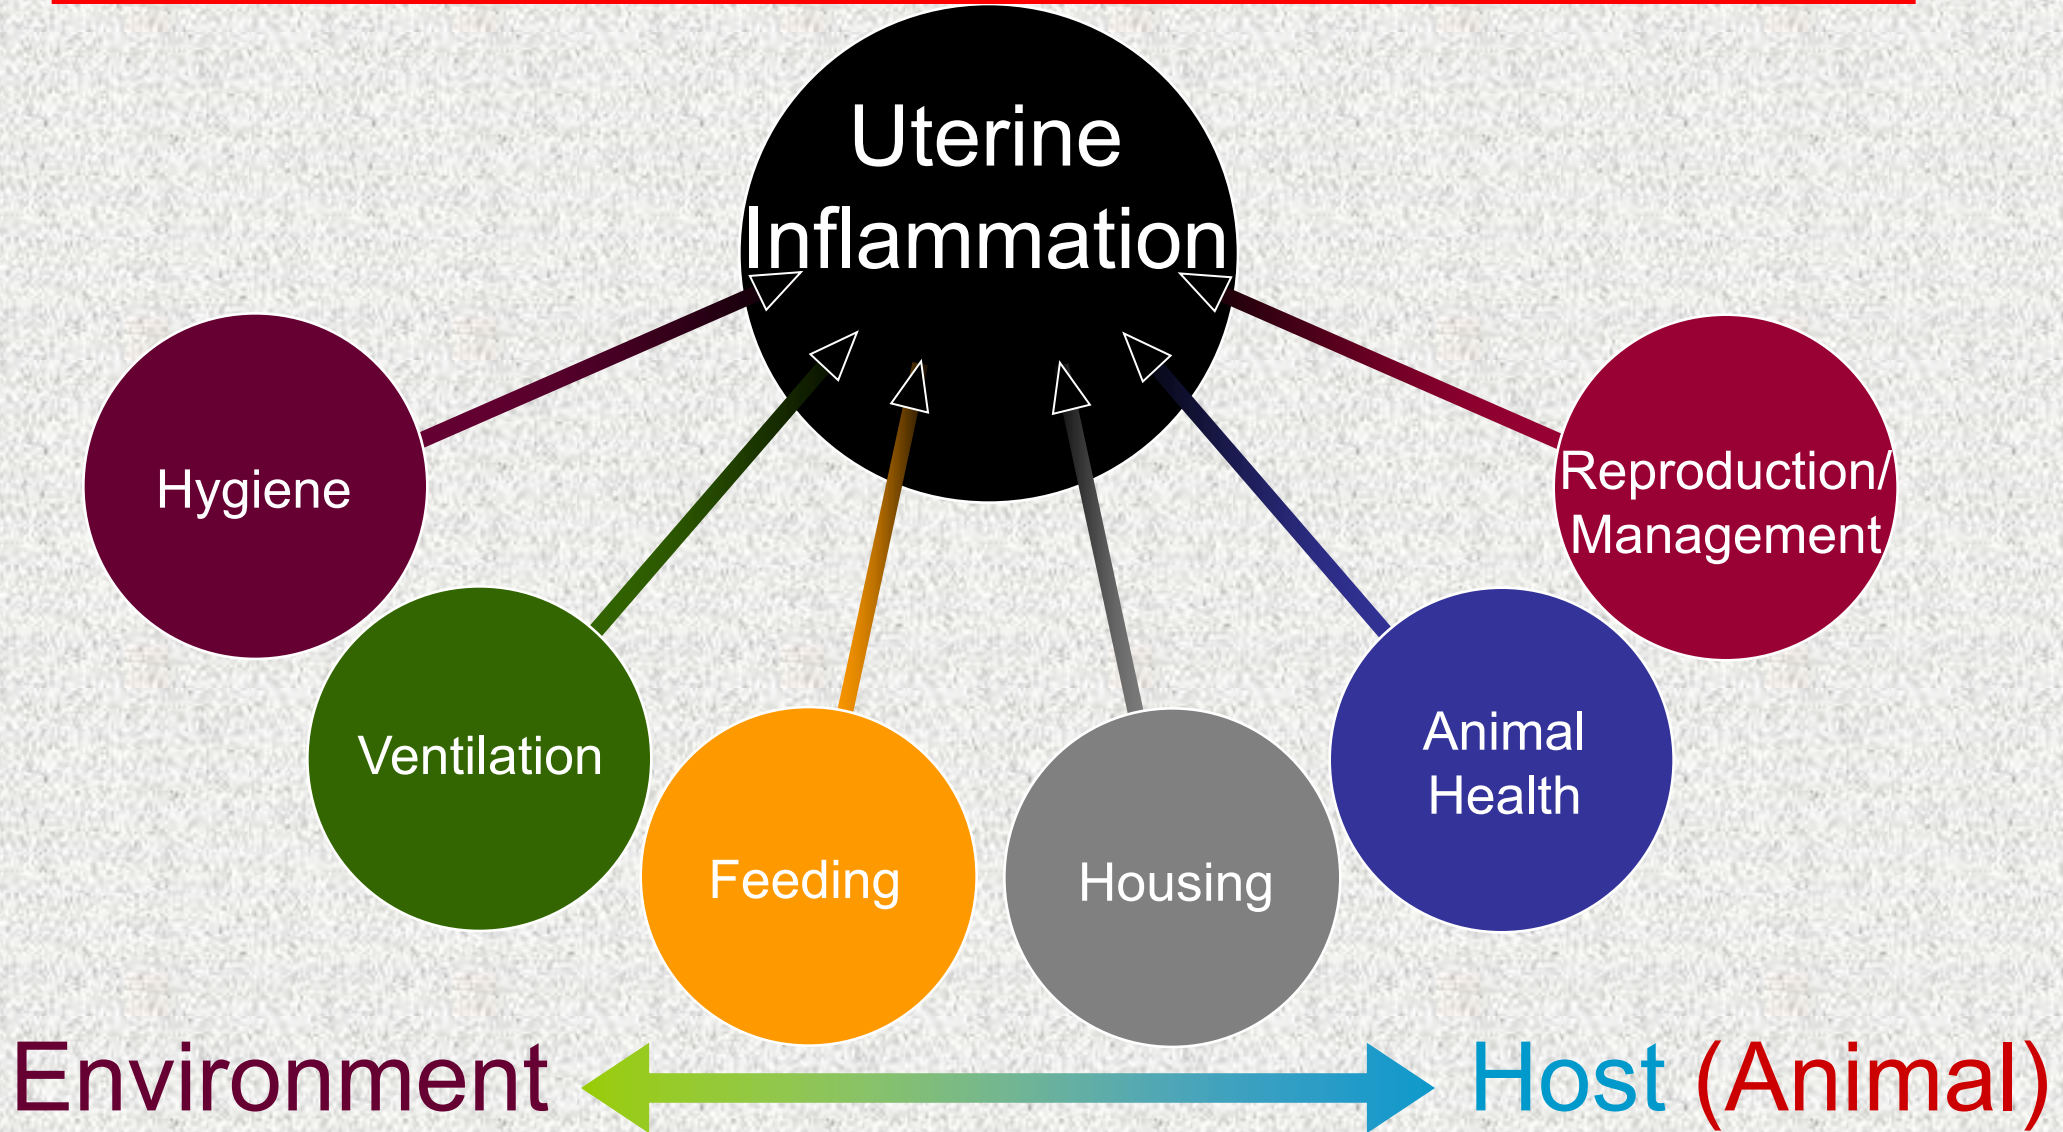 Uterine
Inflammation
Hygiene
Reproduction/
Management
Ventilation
Animal
Health
Feeding
Housing
Environment
Host (Animal)